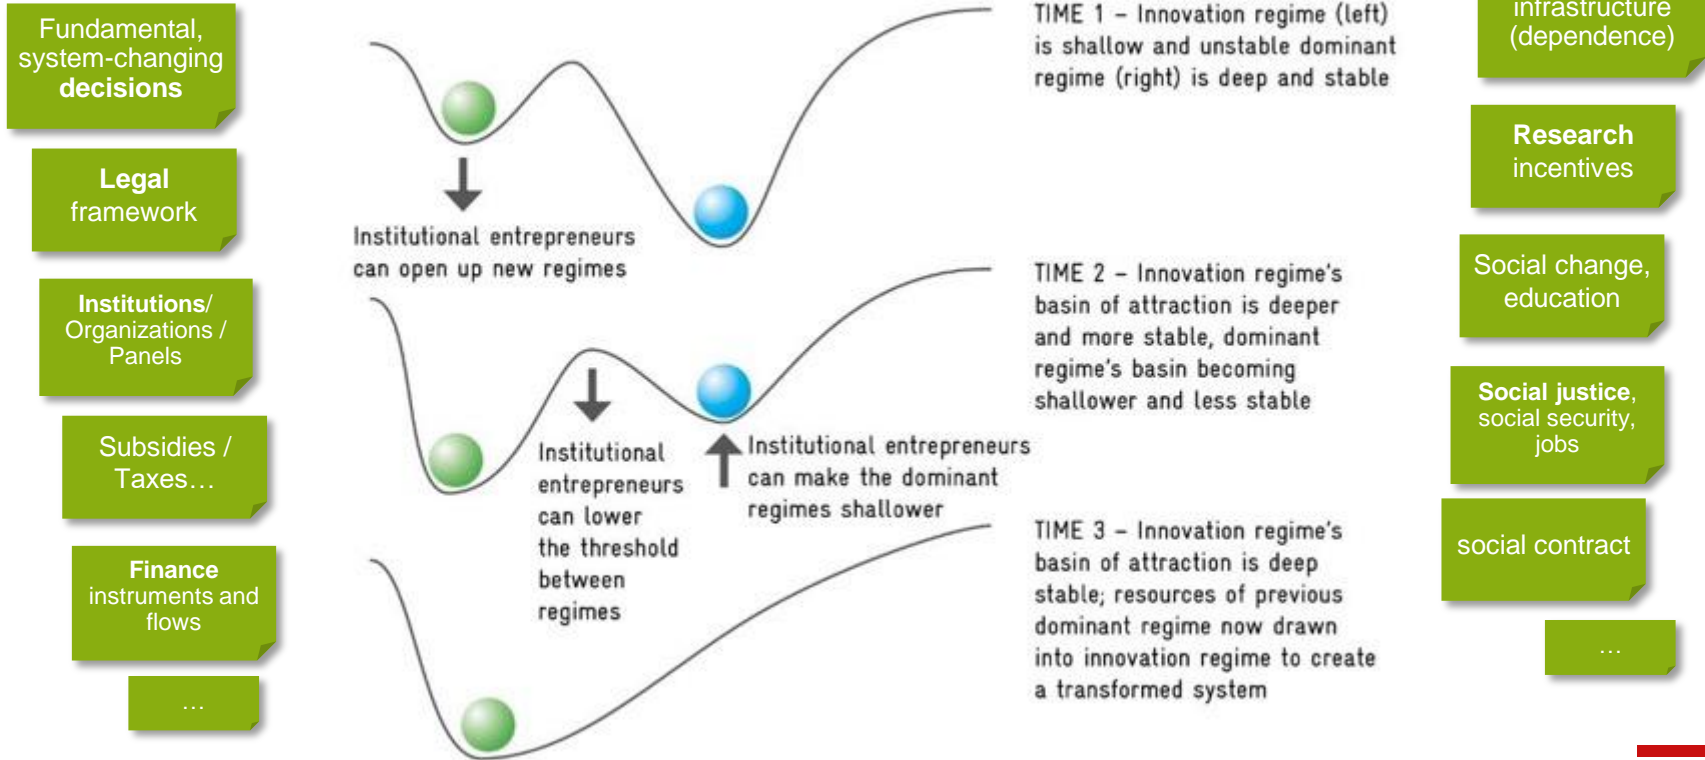 Fundamental,
system-changing
decisions
Legal
framework
Institutions/
Organizations /
Panels
Subsidies /
Taxes…
Finance
instruments and
flows
…
Institutional entrepreneurs
can open up new regimes
Institutional
entrepreneurs
can lower
the threshold
between
regimes
Institutional entrepreneurs
can make the dominant
regimes shallower
TIME 1 – Innovation regime (left)
is shallow and unstable dominant
regime (right) is deep and stable
TIME 2 – Innovation regime's
basin of attraction is deeper
and more stable, dominant
regime's basin becoming
shallower and less stable
TIME 3 – Innovation regime's
basin of attraction is deep
stable; resources of previous
dominant regime now drawn
into innovation regime to create
a transformed system
infrastructure
(dependence)
Research
incentives
Social change,
education
Social justice,
social security,
jobs
social contract
…